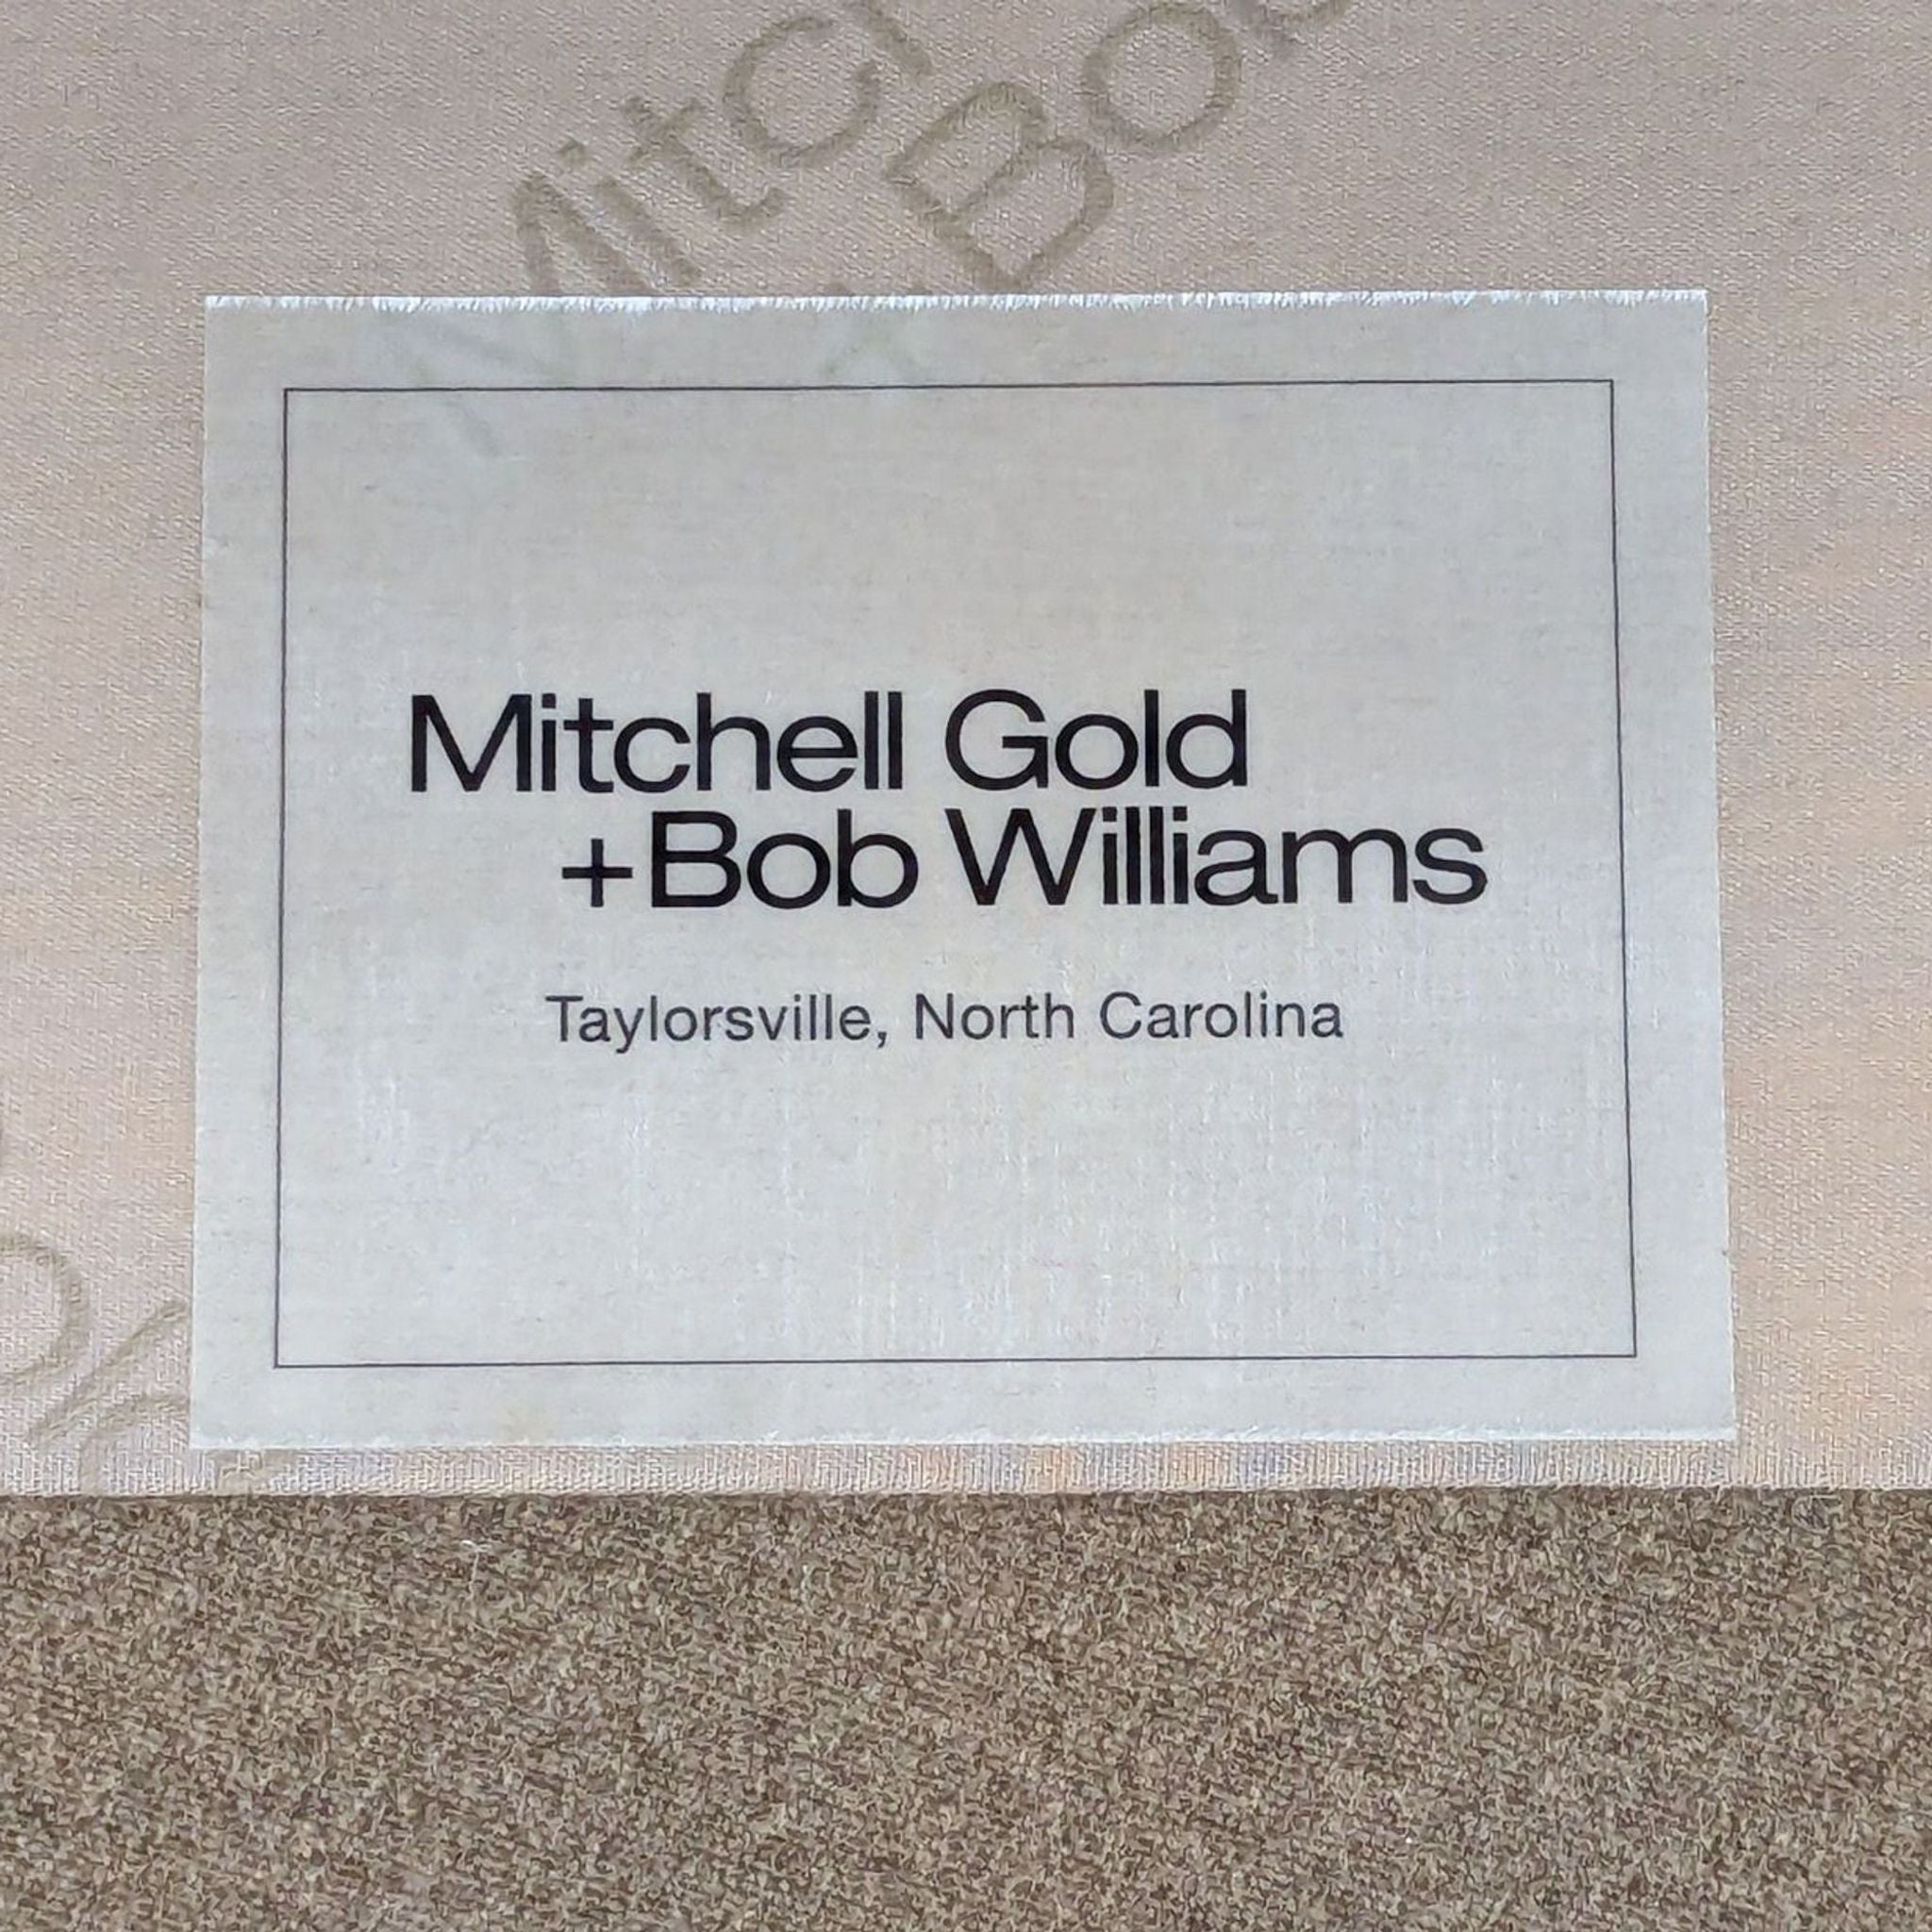 Mitchell Gold
+Bob Williams
Taylorsville, North Carolina